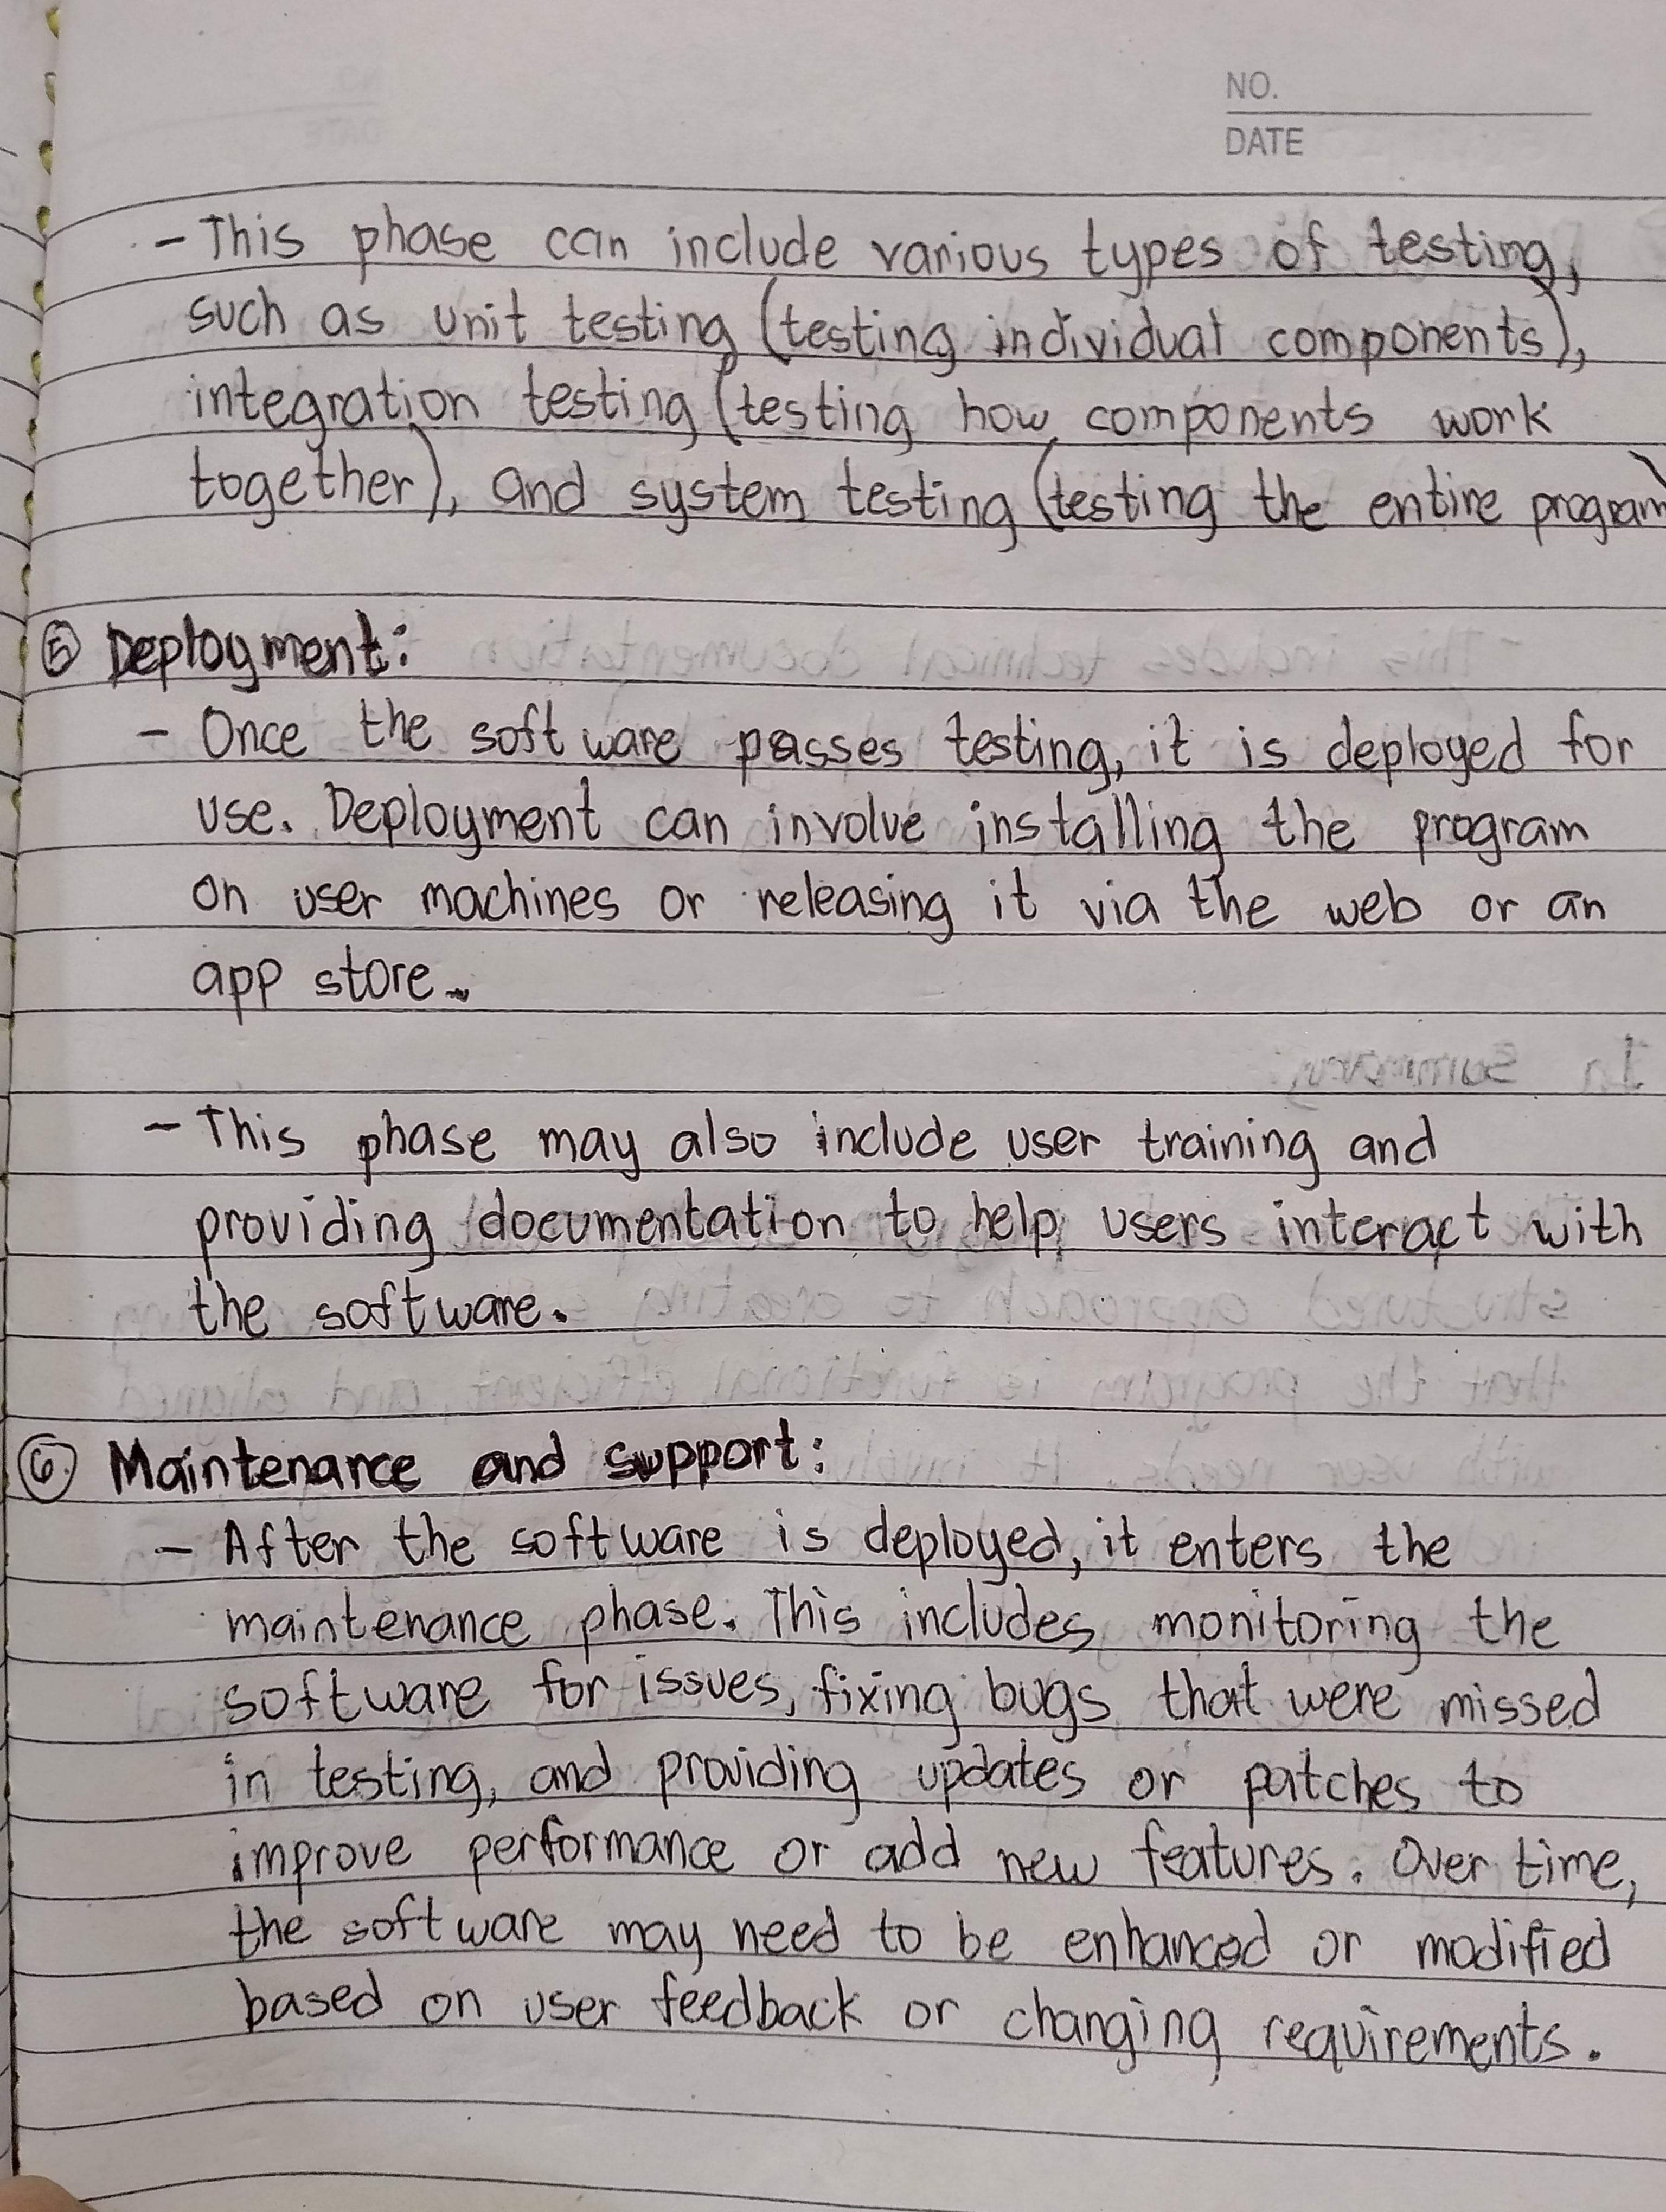 NO.
DATE
- This phase can include various types of testing,
such as unit testing (testing individual components),
integration testing (testing how components work
together), and system testing (testing the entire program)
⑤ Deployment:
- Once the software passes testing, it is deployed for
use. Deployment can involve installing the program
on user machines or releasing it via the web or an
app store.
- This phase may also include user training and
providing documentation to help users interact with
the software.
⑥ Maintenance and support:
- After the software is deployed, it enters the
maintenance phase. This includes monitoring the
software for issues, fixing bugs that were missed
in testing, and providing updates or patches to
improve performance or add new features. Over time,
the software may need to be enhanced or modified
based on user feedback or changing requirements.